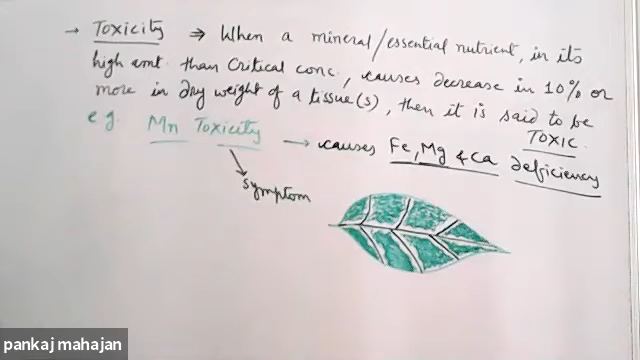 → Toxicity ⇒ When a mineral/essential nutrient, in its
high amt. than Critical conc., causes decrease in 10% or
more in dry weight of a tissue(s), then it is said to be
TOXIC.
e.g. Mn Toxicity → causes Fe, Mg & Ca deficiency
symptom
pankaj mahajan